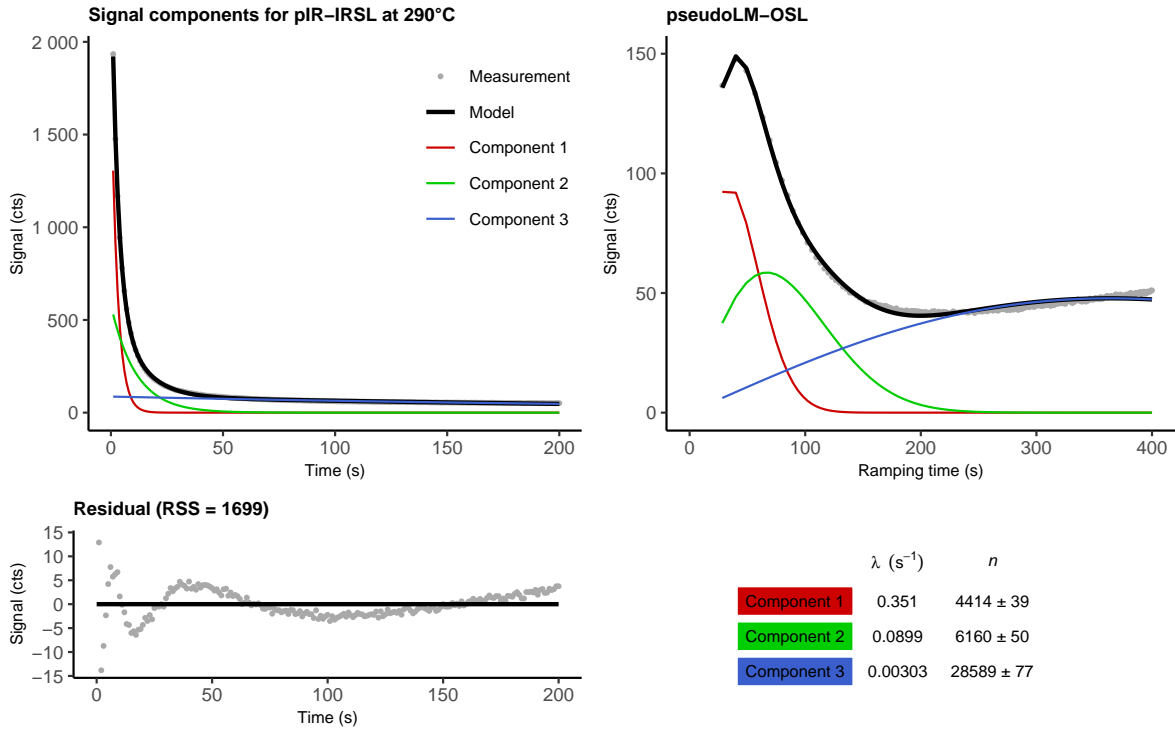 Signal components for pIR−IRSL at 290°C
2 000
1 500
1 000
500
0
Signal (cts)
0
50
100
150
200
Time (s)
Measurement
Model
Component 1
Component 2
Component 3
pseudoLM−OSL
150
100
50
0
Signal (cts)
0
100
200
300
400
Ramping time (s)
Residual (RSS = 1699)
15
10
5
0
−5
−10
−15
Signal (cts)
0
50
100
150
200
Time (s)
λ (s⁻¹) n
Component 1 0.351 4414 ± 39
Component 2 0.0899 6160 ± 50
Component 3 0.00303 28589 ± 77